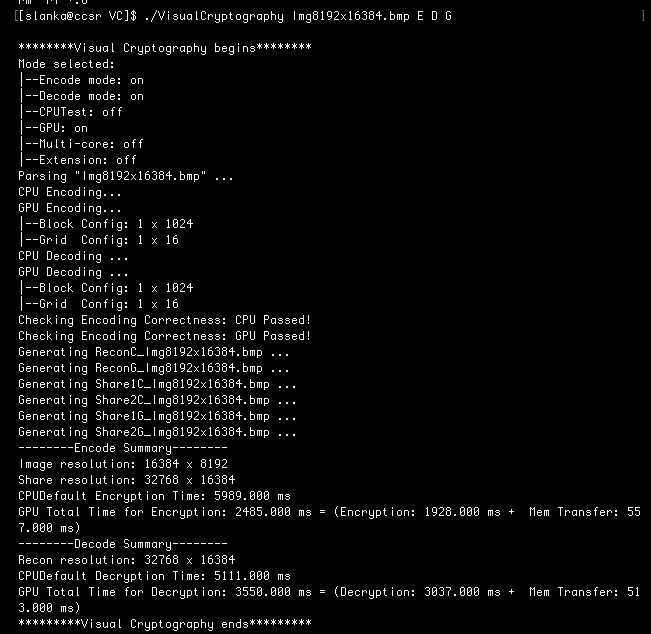 [[slanka@ccsr VC]$ ./VisualCryptography Img8192x16384.bmp E D G ]
********Visual Cryptography begins********
Mode selected:
|--Encode mode: on
|--Decode mode: on
|--CPUTest: off
|--GPU: on
|--Multi-core: off
|--Extension: off
Parsing "Img8192x16384.bmp" ...
CPU Encoding...
GPU Encoding...
|--Block Config: 1 x 1024
|--Grid  Config: 1 x 16
CPU Decoding ...
GPU Decoding ...
|--Block Config: 1 x 1024
|--Grid  Config: 1 x 16
Checking Encoding Correctness: CPU Passed!
Checking Encoding Correctness: GPU Passed!
Generating ReconC_Img8192x16384.bmp ...
Generating ReconG_Img8192x16384.bmp ...
Generating Share1C_Img8192x16384.bmp ...
Generating Share2C_Img8192x16384.bmp ...
Generating Share1G_Img8192x16384.bmp ...
Generating Share2G_Img8192x16384.bmp ...
--------Encode Summary--------
Image resolution: 16384 x 8192
Share resolution: 32768 x 16384
CPUDefault Encryption Time: 5989.000 ms
GPU Total Time for Encryption: 2485.000 ms = (Encryption: 1928.000 ms +  Mem Transfer: 55
7.000 ms)
--------Decode Summary--------
Recon resolution: 32768 x 16384
CPUDefault Decryption Time: 5111.000 ms
GPU Total Time for Decryption: 3550.000 ms = (Decryption: 3037.000 ms +  Mem Transfer: 51
3.000 ms)
*********Visual Cryptography ends*********